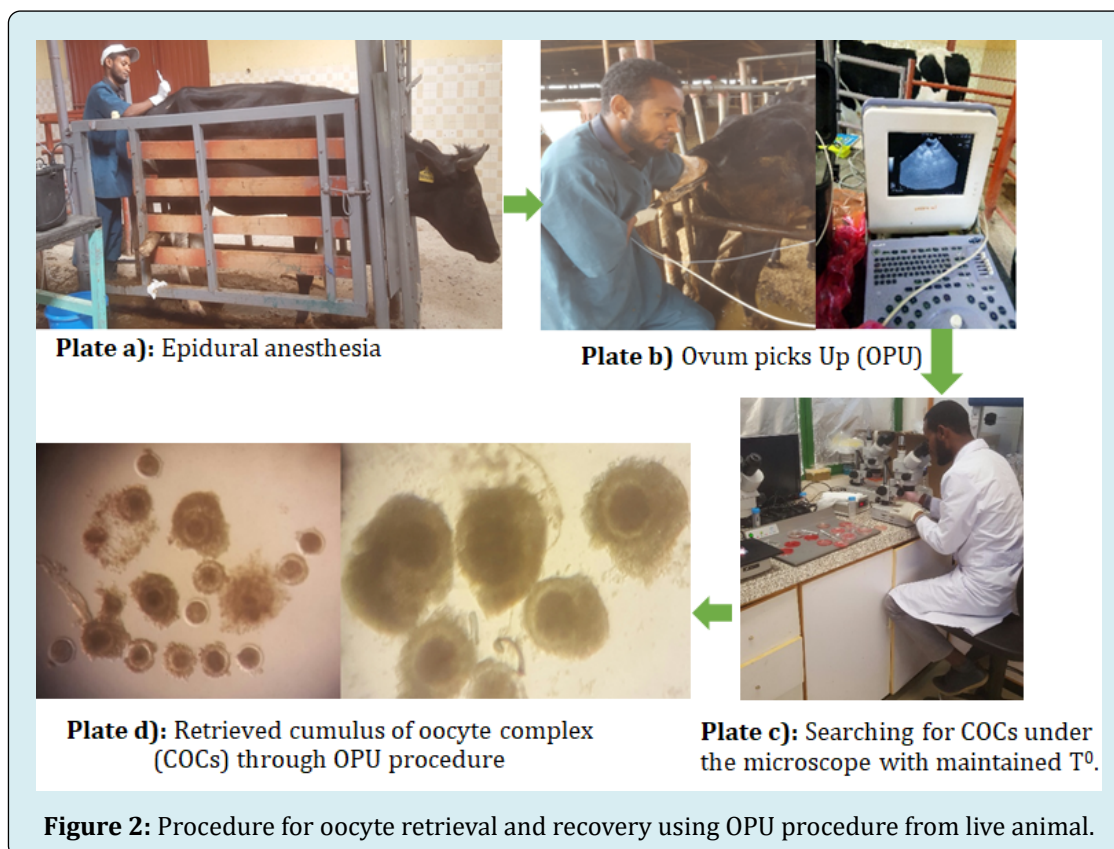 Plate a): Epidural anesthesia
Plate b) Ovum picks Up (OPU)
Plate d): Retrieved cumulus of oocyte complex
(COCs) through OPU procedure
Plate c): Searching for COCs under
the microscope with maintained T⁰.
Figure 2: Procedure for oocyte retrieval and recovery using OPU procedure from live animal.